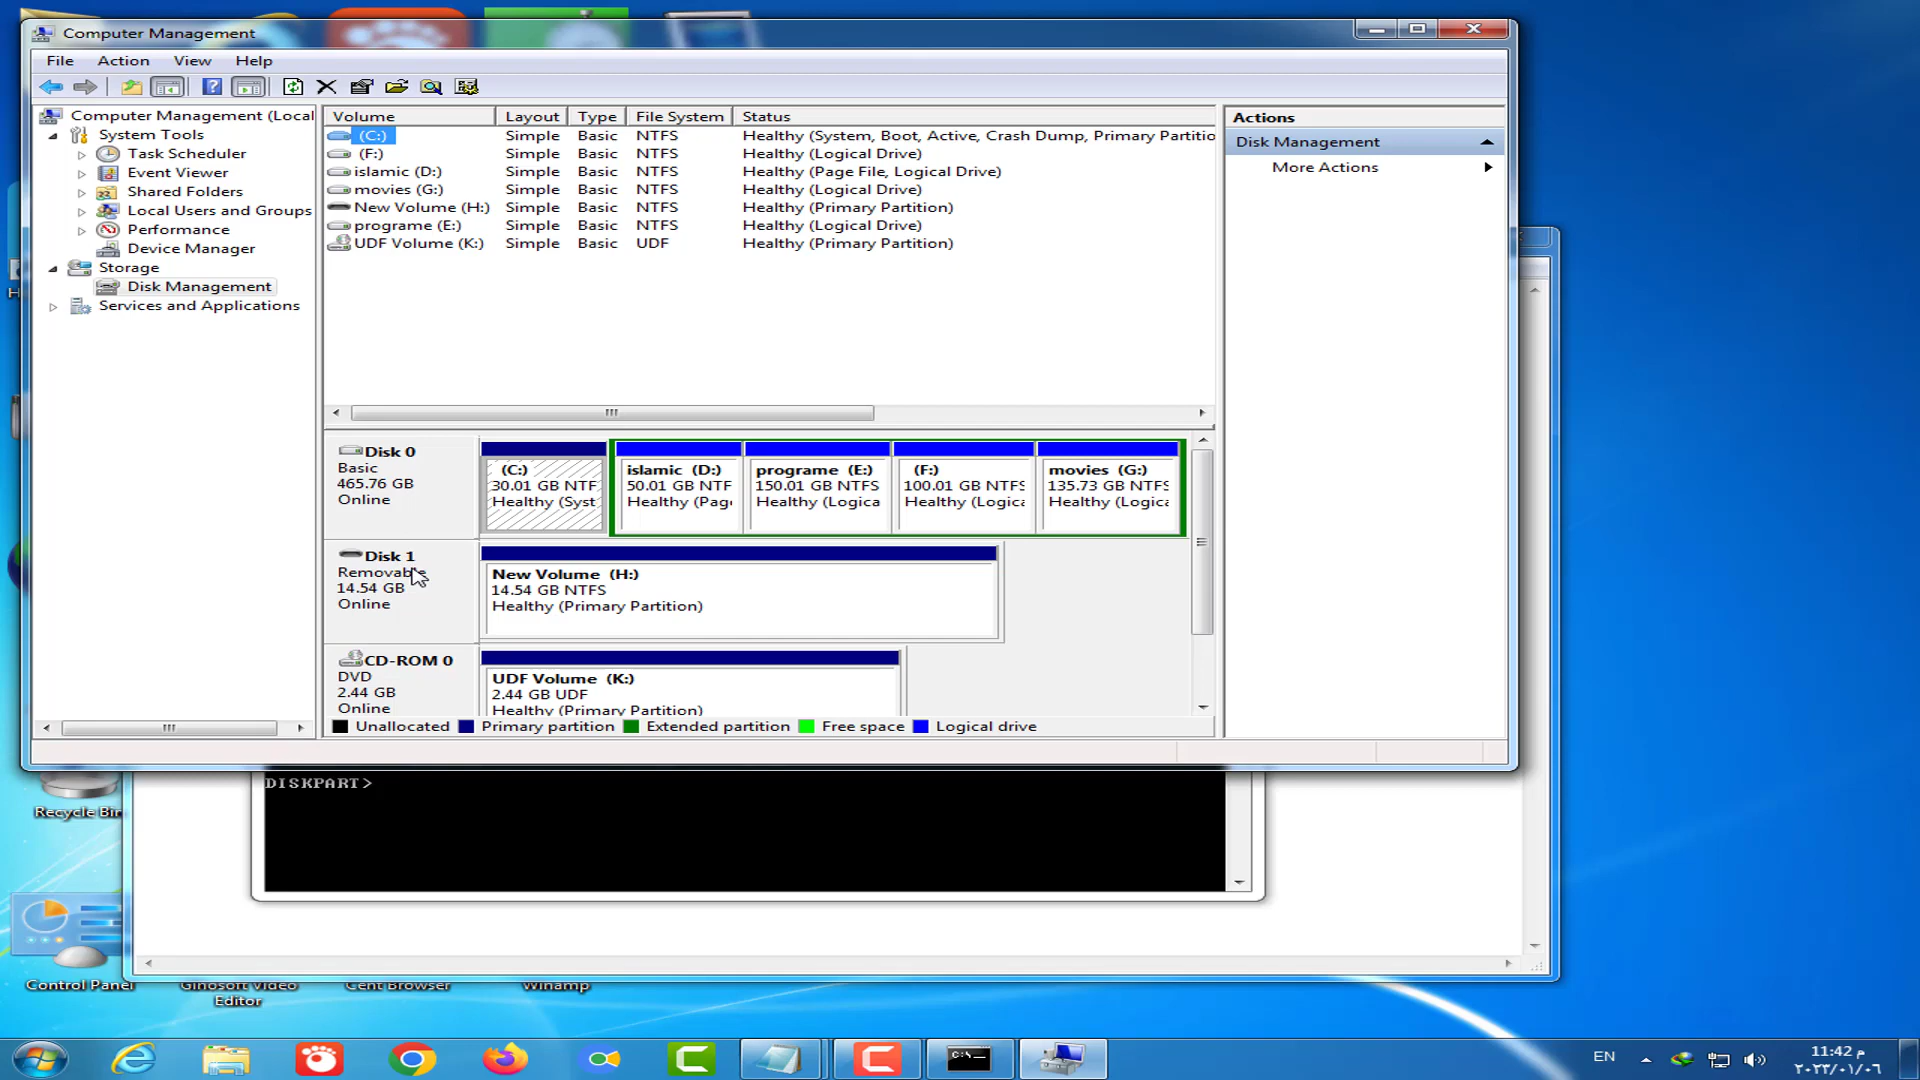 Computer Management
File Action View Help
Computer Management (Local
System Tools
Task Scheduler
Event Viewer
Shared Folders
Local Users and Groups
Performance
Device Manager
Storage
Disk Management
Services and Applications
Volume Layout Type File System Status
(C:) Simple Basic NTFS Healthy (System, Boot, Active, Crash Dump, Primary Partitio
(F:) Simple Basic NTFS Healthy (Logical Drive)
islamic (D:) Simple Basic NTFS Healthy (Page File, Logical Drive)
movies (G:) Simple Basic NTFS Healthy (Logical Drive)
New Volume (H:) Simple Basic NTFS Healthy (Primary Partition)
programe (E:) Simple Basic NTFS Healthy (Logical Drive)
UDF Volume (K:) Simple Basic UDF Healthy (Primary Partition)
Actions
Disk Management
More Actions
Disk 0
Basic
465.76 GB
Online
(C:)
30.01 GB NTF
Healthy (Syst
islamic (D:)
50.01 GB NTF
Healthy (Pag
programe (E:)
150.01 GB NTFS
Healthy (Logica
(F:)
100.01 GB NTFS
Healthy (Logica
movies (G:)
135.73 GB NTFS
Healthy (Logica
Disk 1
Removable
14.54 GB
Online
New Volume (H:)
14.54 GB NTFS
Healthy (Primary Partition)
CD-ROM 0
DVD
2.44 GB
Online
UDF Volume (K:)
2.44 GB UDF
Healthy (Primary Partition)
Unallocated Primary partition Extended partition Free space Logical drive
DISKPART>
Recycle Bin
Control Panel
Ginosoft Video
Editor
Cent Browser
Winamp
C:\
EN
11:42 م
٢٠٢٣/٠١/٠٦